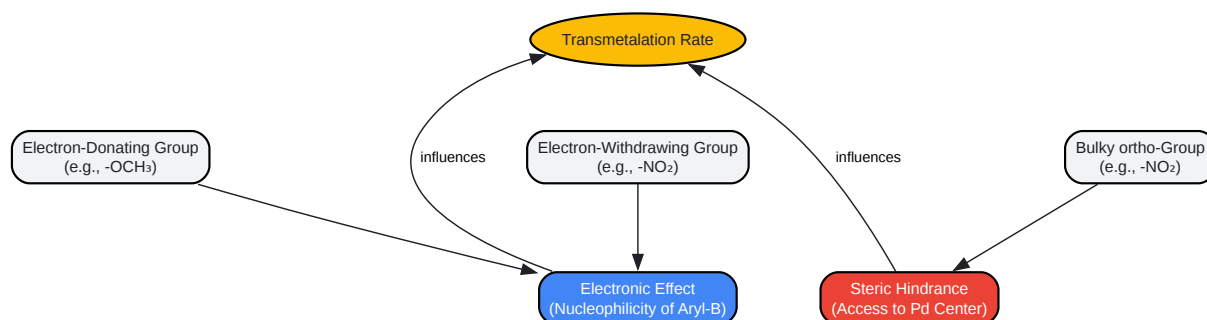 Transmetalation Rate
Electron-Donating Group
(e.g., -OCH₃)
influences
Electron-Withdrawing Group
(e.g., -NO₂)
influences
Bulky ortho-Group
(e.g., -NO₂)
Electronic Effect
(Nucleophilicity of Aryl-B)
Steric Hindrance
(Access to Pd Center)